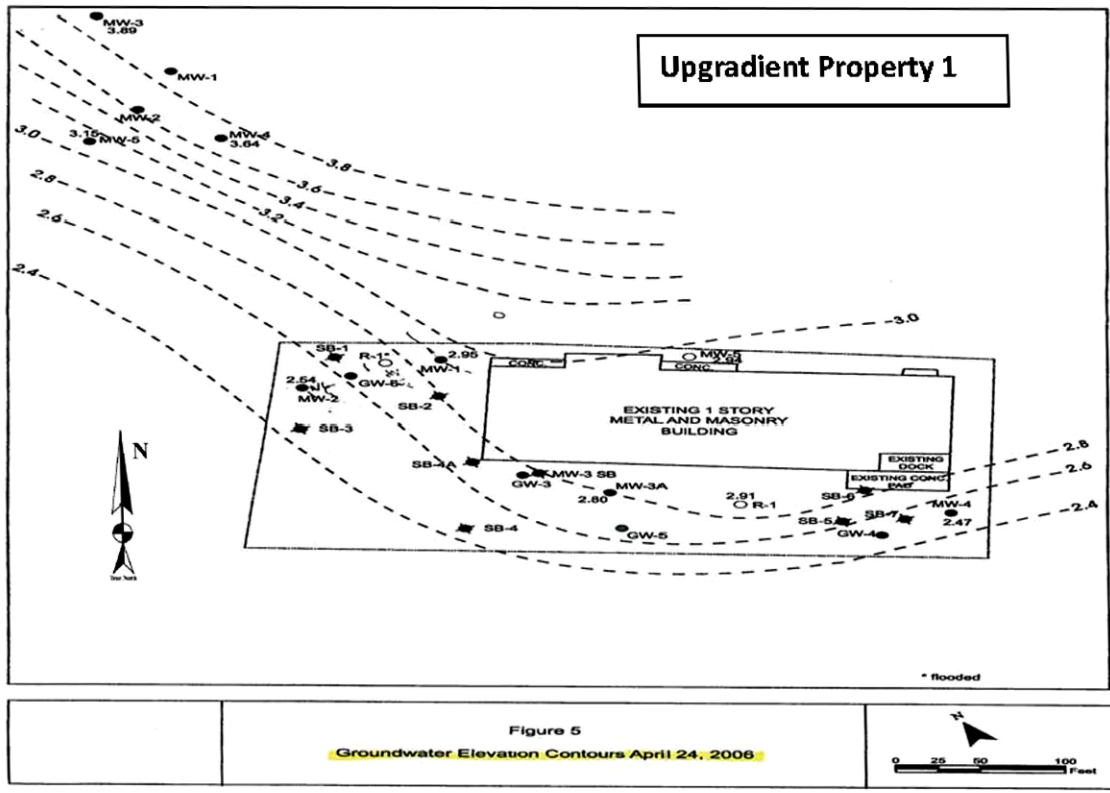 MW-3
3.89
MW-1
MW-2
3.15
MW-5
MW-4
3.64
Upgradient Property 1
3.0
2.8
2.6
2.4
3.8
3.6
3.4
3.2
3.0
SB-1
R-1*
2.95
MW-1
GW-6
2.54
MW-2
SB-2
SB-3
CONC.
MW-5
2.94
CONC.
EXISTING 1 STORY
METAL AND MASONRY
BUILDING
EXISTING
DOCK
EXISTING CONC.
PAD
SB-4A
GW-3
MW-3 SB
MW-3A
2.80
2.91
R-1
SB-6
2.8
2.6
2.4
SB-4
GW-5
SB-5
SB-7
GW-4
MW-4
2.47
N
True North
* flooded
Figure 5
Groundwater Elevation Contours April 24, 2006
N
0 25 50 100
Feet